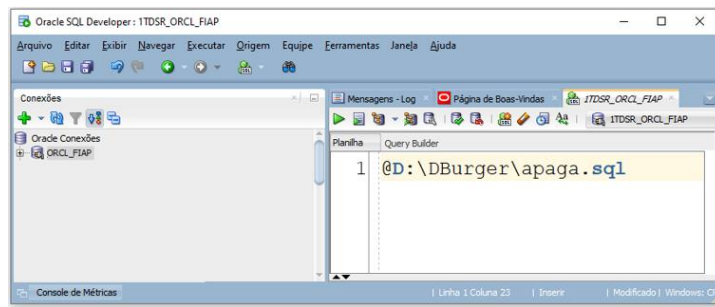 Oracle SQL Developer : 1TDSR_ORCL_FIAP
Arquivo Editar Exibir Navegar Executar Origem Equipe Ferramentas Janela Ajuda
Conexões
Mensagens - Log
Página de Boas-Vindas
1TDSR_ORCL_FIAP
1TDSR_ORCL_FIAP
Oracle Conexões
ORCL_FIAP
Planilha Query Builder
1 @D:\DBurger\apaga.sql
Console de Métricas
Linha 1 Coluna 23 | Inserir | Modificado | Windows: